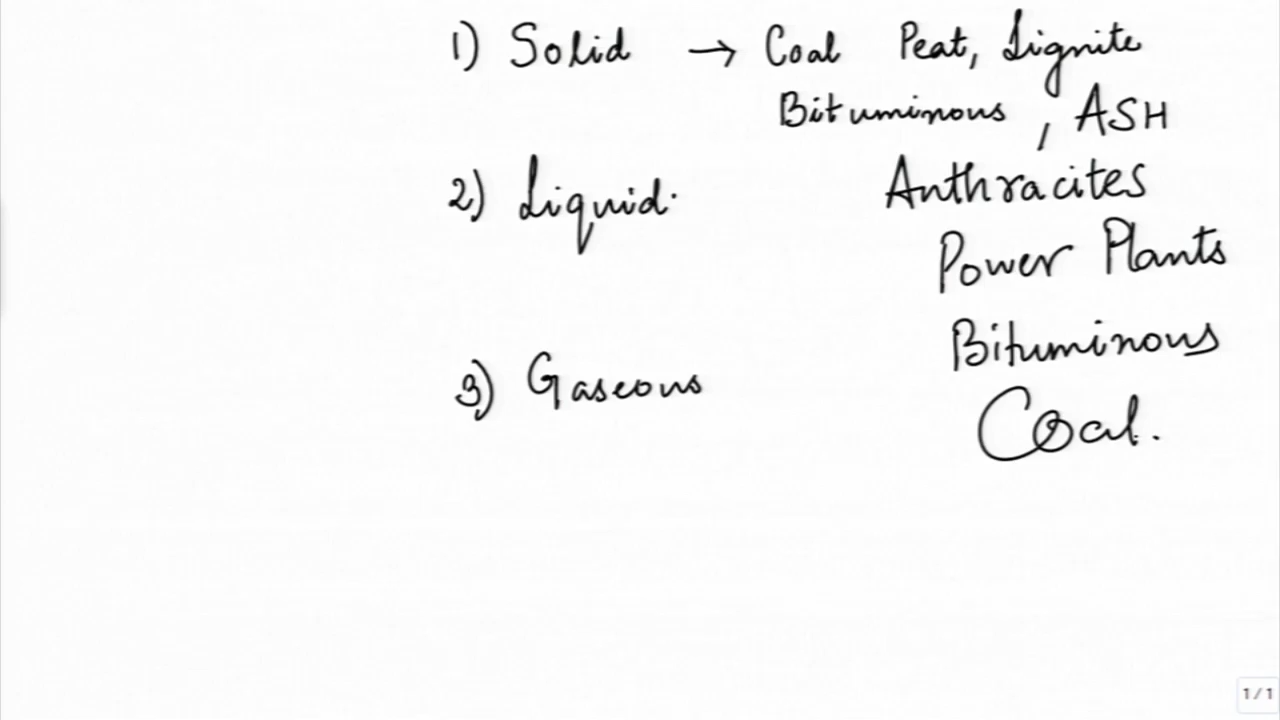 1) Solid → Coal Peat, Lignite
Bituminous, ASH
2) Liquid.
Anthracites
Power Plants
Bituminous
3) Gaseous
Coal.
1/1